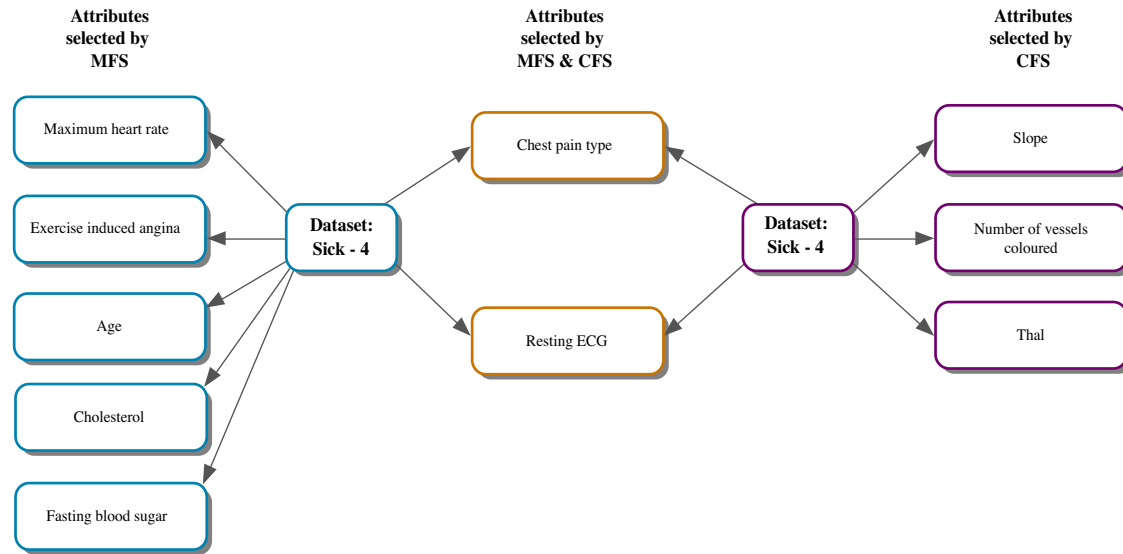 Attributes
selected by
MFS
Attributes
selected by
MFS & CFS
Attributes
selected by
CFS
Maximum heart rate
Exercise induced angina
Age
Cholesterol
Fasting blood sugar
Dataset:
Sick - 4
Chest pain type
Resting ECG
Dataset:
Sick - 4
Slope
Number of vessels
coloured
Thal